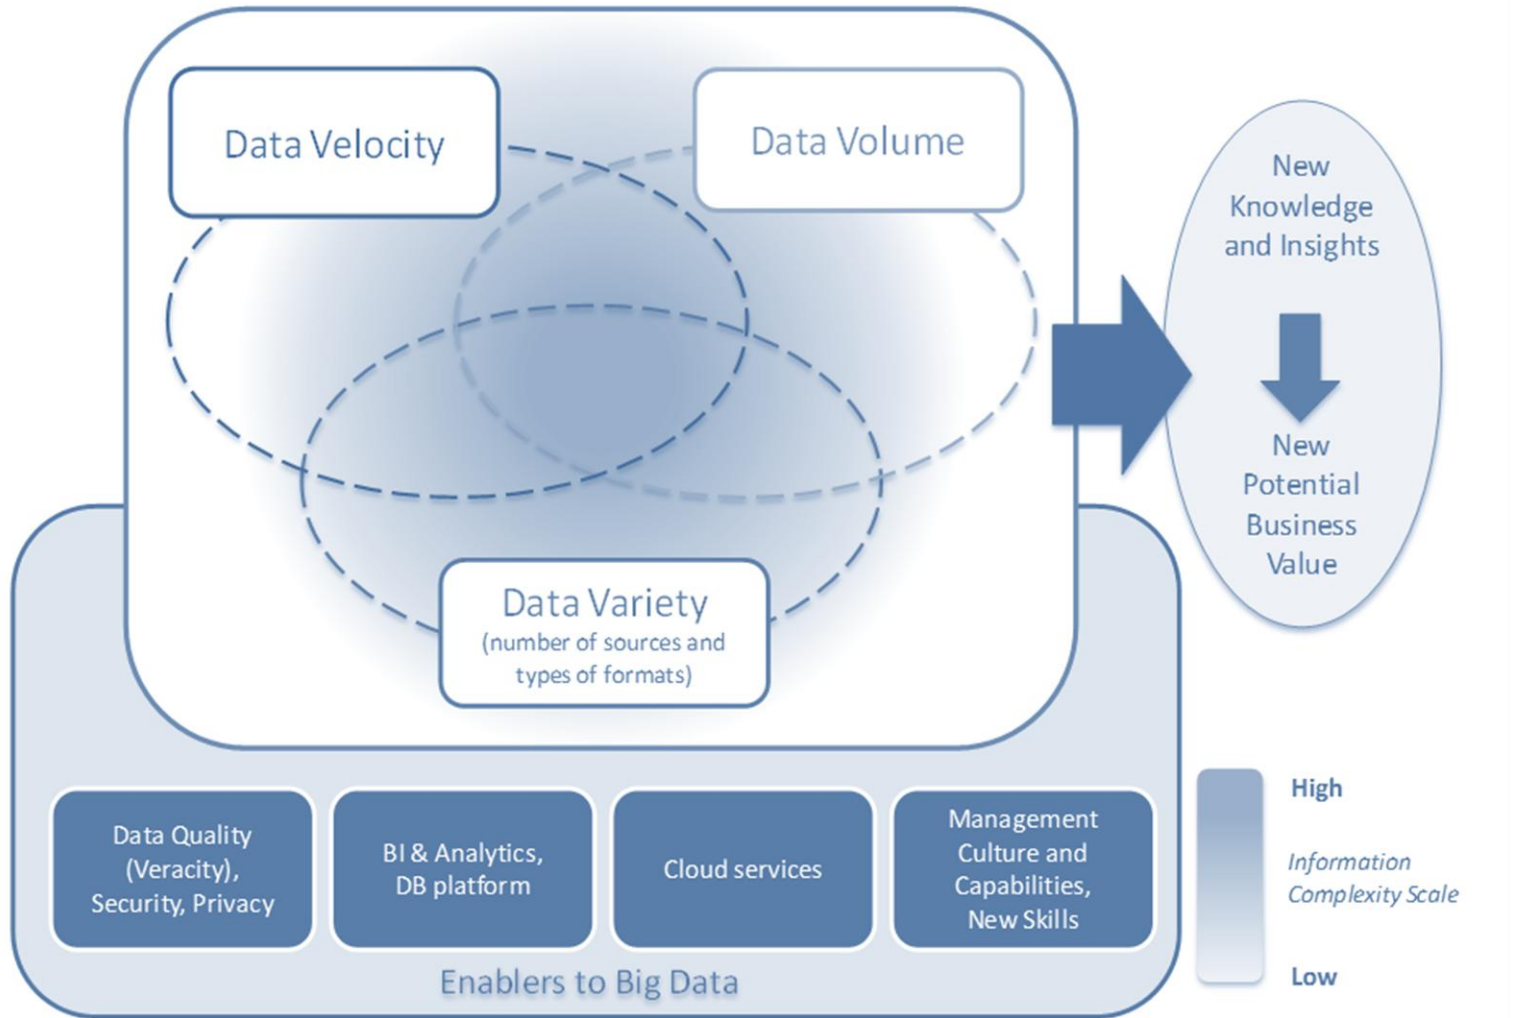 Data Velocity
Data Volume
Data Variety
(number of sources and
types of formats)
New
Knowledge
and Insights
New
Potential
Business
Value
Data Quality
(Veracity),
Security, Privacy
BI & Analytics,
DB platform
Cloud services
Management
Culture and
Capabilities,
New Skills
Enablers to Big Data
High
Information
Complexity Scale
Low